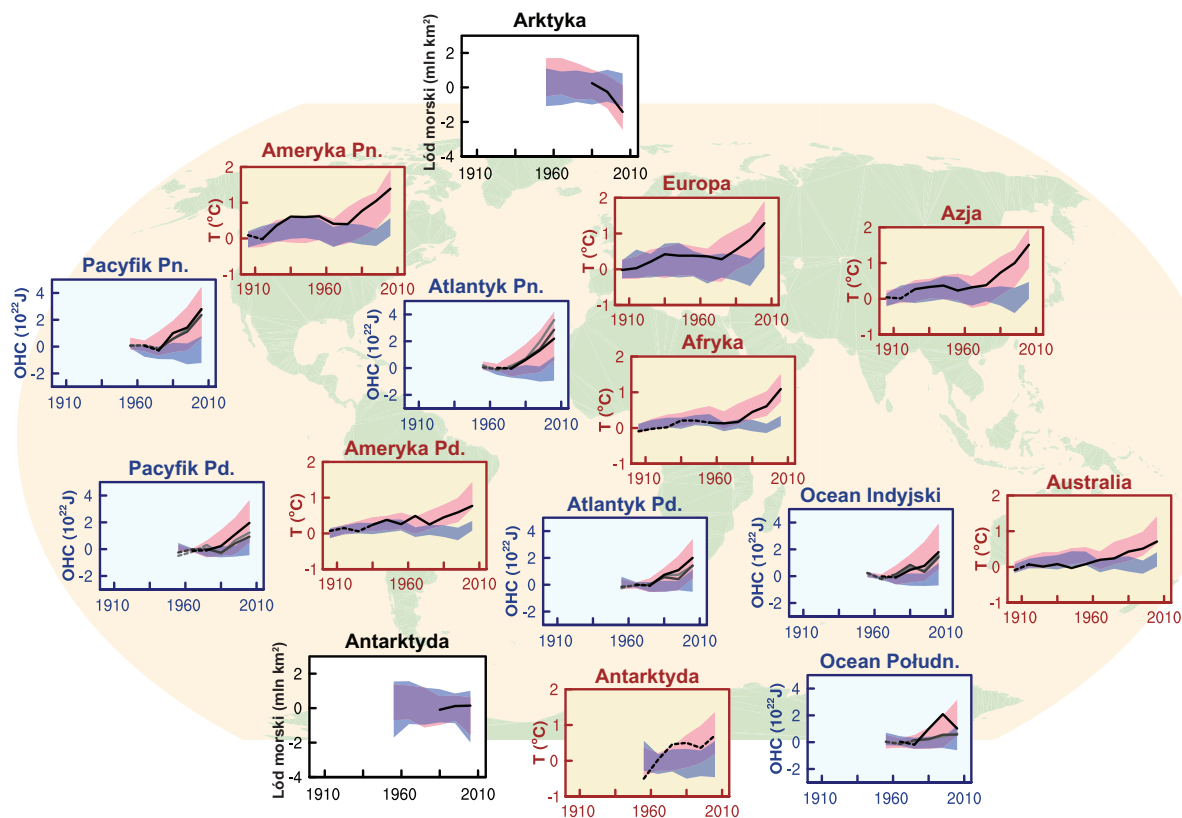 Arktyka
Lód morski (mln km²)
2
0
-2
-4
1910 1960 2010
Ameryka Pn.
T (°C)
2
1
0
-1
1910 1960 2010
Europa
T (°C)
2
1
0
-1
1910 1960 2010
Azja
T (°C)
2
1
0
-1
1910 1960 2010
Pacyfik Pn.
OHC (10²²J)
4
2
0
-2
1910 1960 2010
Atlantyk Pn.
OHC (10²²J)
4
2
0
-2
1910 1960 2010
Afryka
T (°C)
2
1
0
-1
1910 1960 2010
Pacyfik Pd.
OHC (10²²J)
4
2
0
-2
1910 1960 2010
Ameryka Pd.
T (°C)
2
1
0
-1
1910 1960 2010
Atlantyk Pd.
OHC (10²²J)
4
2
0
-2
1910 1960 2010
Ocean Indyjski
OHC (10²²J)
4
2
0
-2
1910 1960 2010
Australia
T (°C)
2
1
0
-1
1910 1960 2010
Antarktyda
Lód morski (mln km²)
2
0
-2
-4
1910 1960 2010
Antarktyda
T (°C)
2
1
0
-1
1910 1960 2010
Ocean Połudn.
OHC (10²²J)
4
2
0
-2
1910 1960 2010